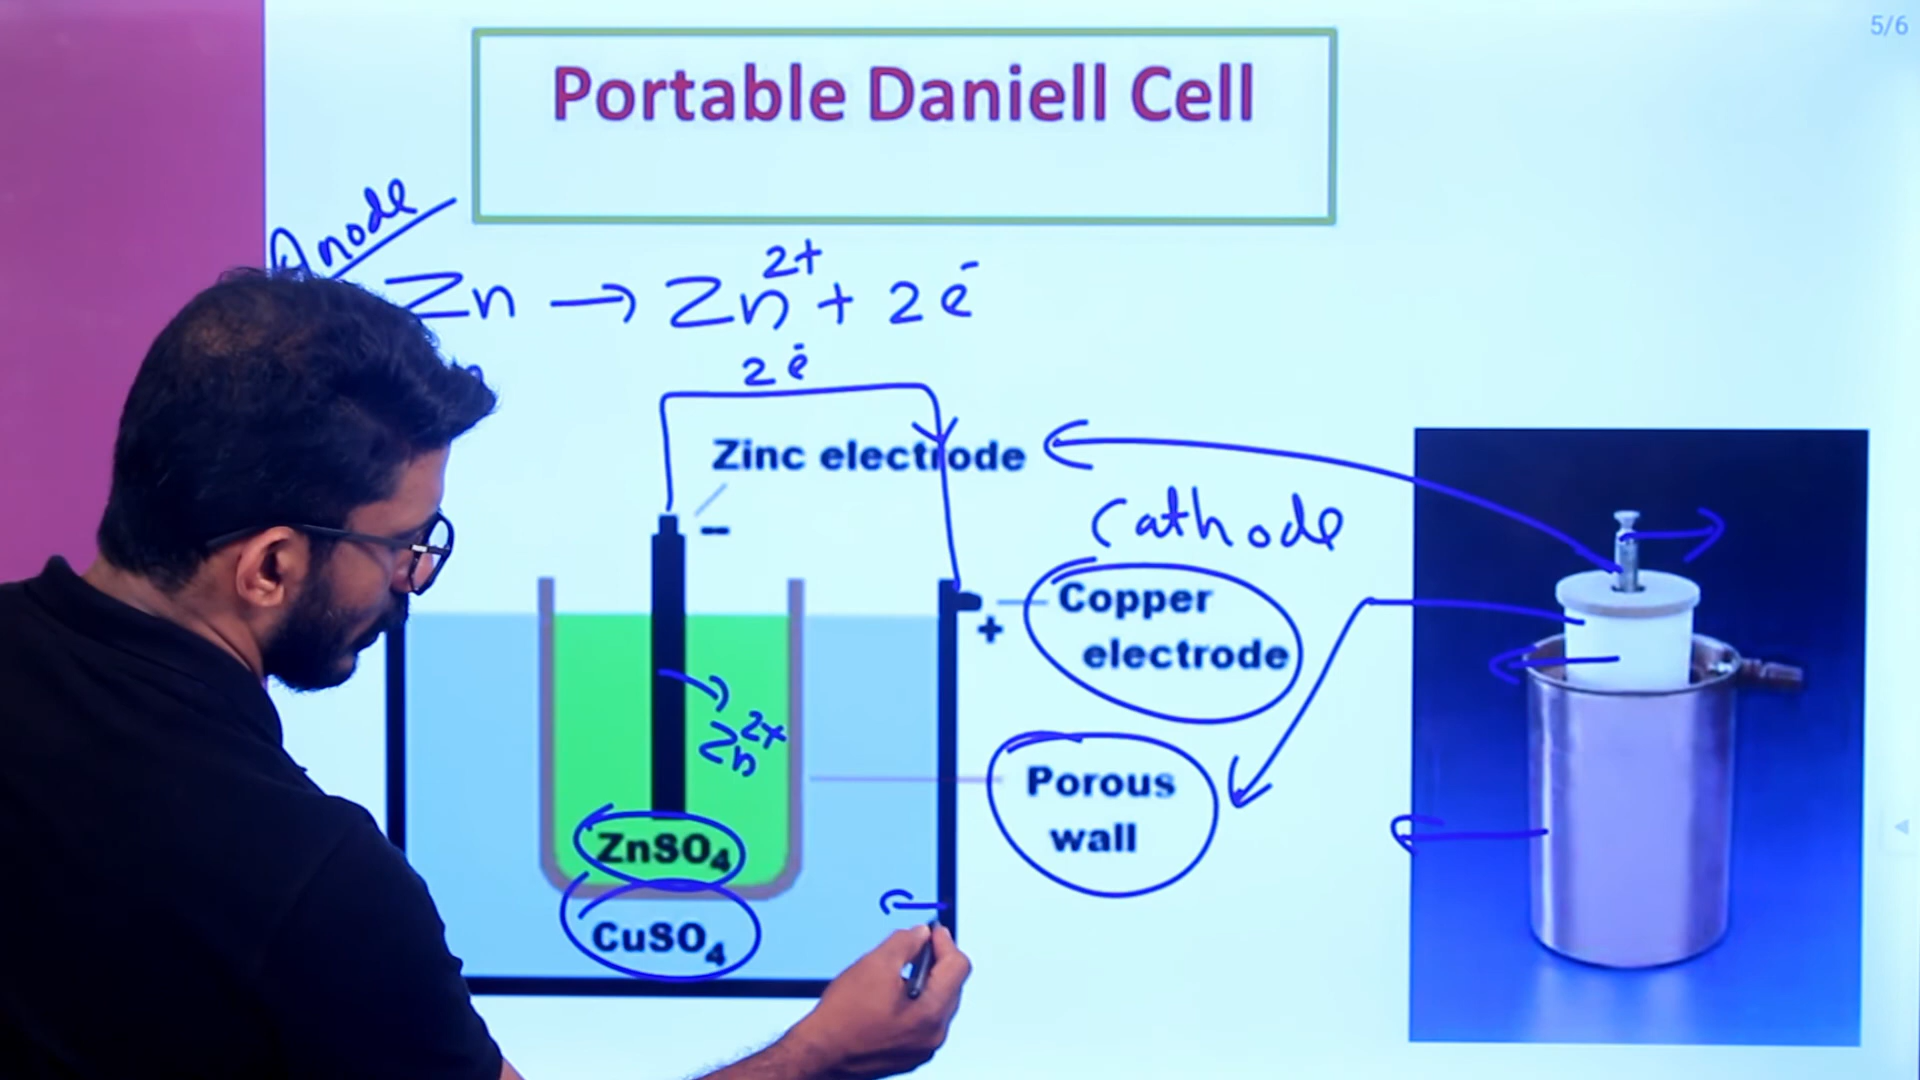 5/6
Portable Daniell Cell
Anode
Zn → Zn²⁺ + 2e⁻
2e⁻
Zinc electrode
−
Cathode
Copper
electrode
+
Zn²⁺
Porous
wall
ZnSO₄
CuSO₄